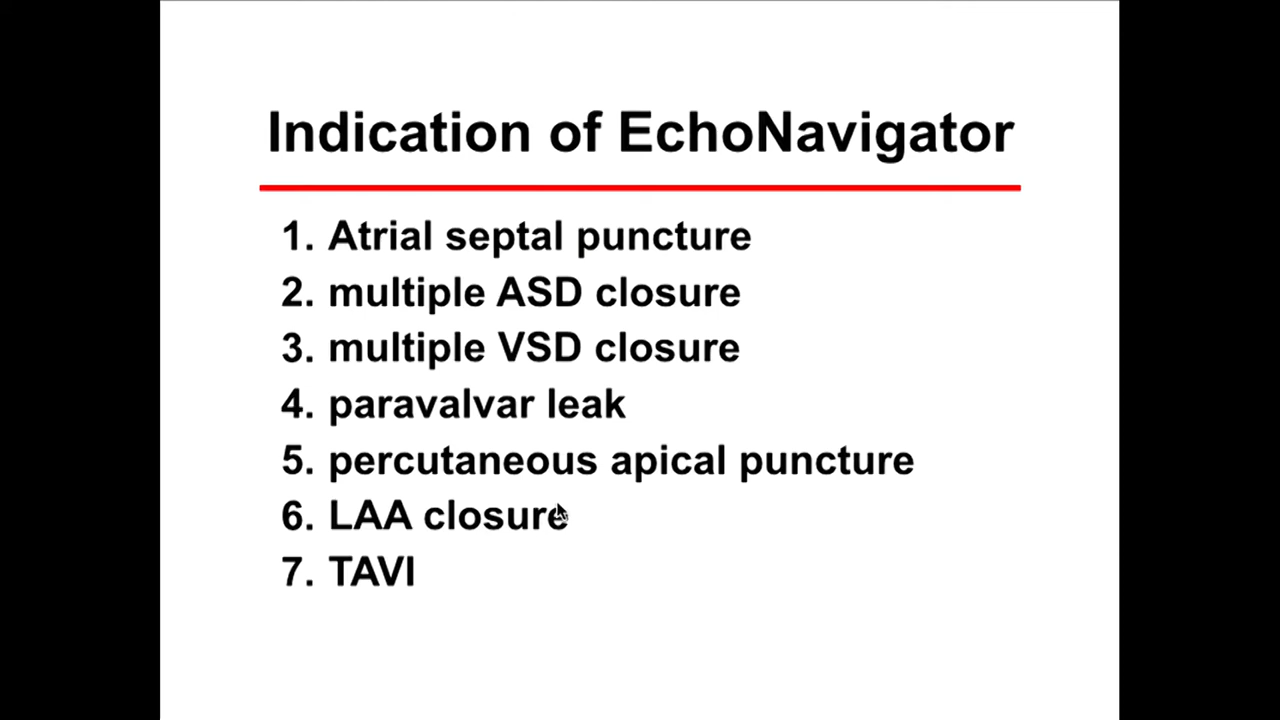 Indication of EchoNavigator
1. Atrial septal puncture
2. multiple ASD closure
3. multiple VSD closure
4. paravalvar leak
5. percutaneous apical puncture
6. LAA closure
7. TAVI